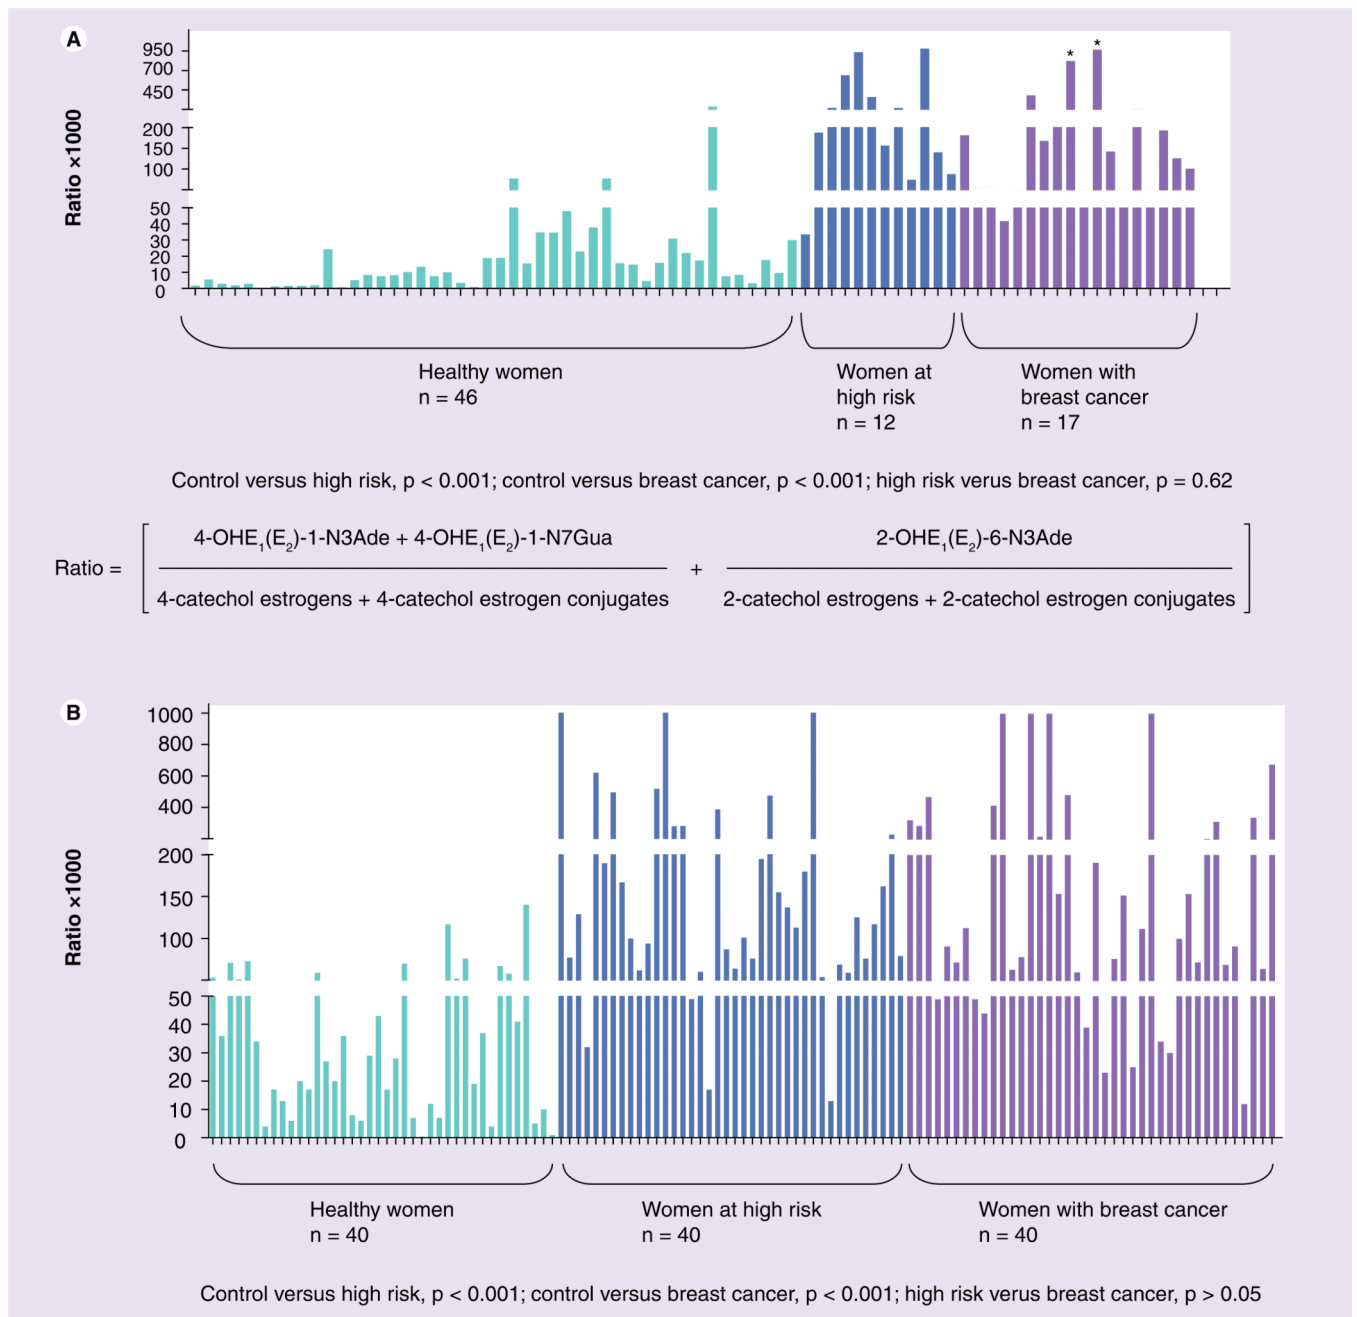 A
950
700
450
200
150
100
50
40
30
20
10
0
Ratio ×1000
*
*
Healthy women
n = 46
Women at
high risk
n = 12
Women with
breast cancer
n = 17
Control versus high risk, p < 0.001; control versus breast cancer, p < 0.001; high risk verus breast cancer, p = 0.62
Ratio =
4-OHE1(E2)-1-N3Ade + 4-OHE1(E2)-1-N7Gua
4-catechol estrogens + 4-catechol estrogen conjugates
+
2-OHE1(E2)-6-N3Ade
2-catechol estrogens + 2-catechol estrogen conjugates
B
1000
800
600
400
200
150
100
50
40
30
20
10
0
Ratio ×1000
Healthy women
n = 40
Women at high risk
n = 40
Women with breast cancer
n = 40
Control versus high risk, p < 0.001; control versus breast cancer, p < 0.001; high risk verus breast cancer, p > 0.05